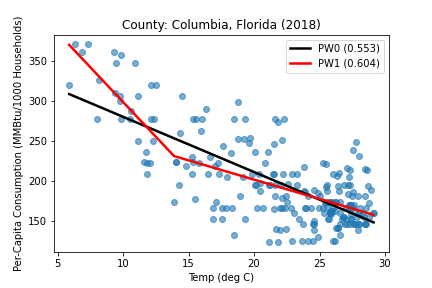 County: Columbia, Florida (2018)
PW0 (0.553)
PW1 (0.604)
Per-Capita Consumption (MMBtu/1000 Households)
350
300
250
200
150
5 10 15 20 25 30
Temp (deg C)